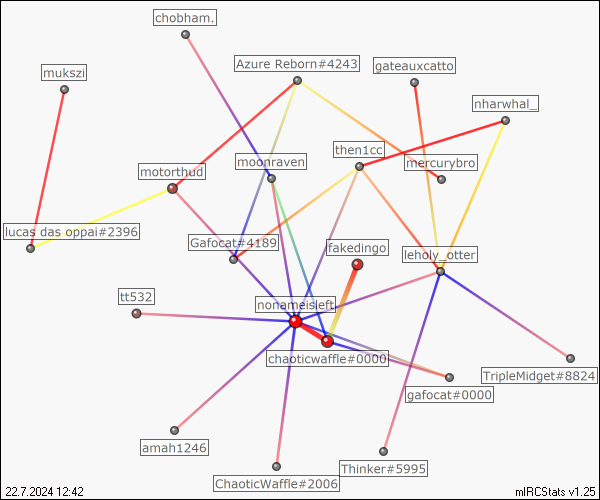 chobham.
Azure Reborn#4243
gateauxcatto
mukszi
nharwhal_
then1cc
moonraven
mercurybro
motorthud
lucas das oppai#2396
Gafocat#4189
fakedingo
leholy_otter
tt532
nonameisleft
chaoticwaffle#0000
TripleMidget#8824
gafocat#0000
amah1246
Thinker#5995
ChaoticWaffle#2006
22.7.2024 12:42
mIRCStats v1.25